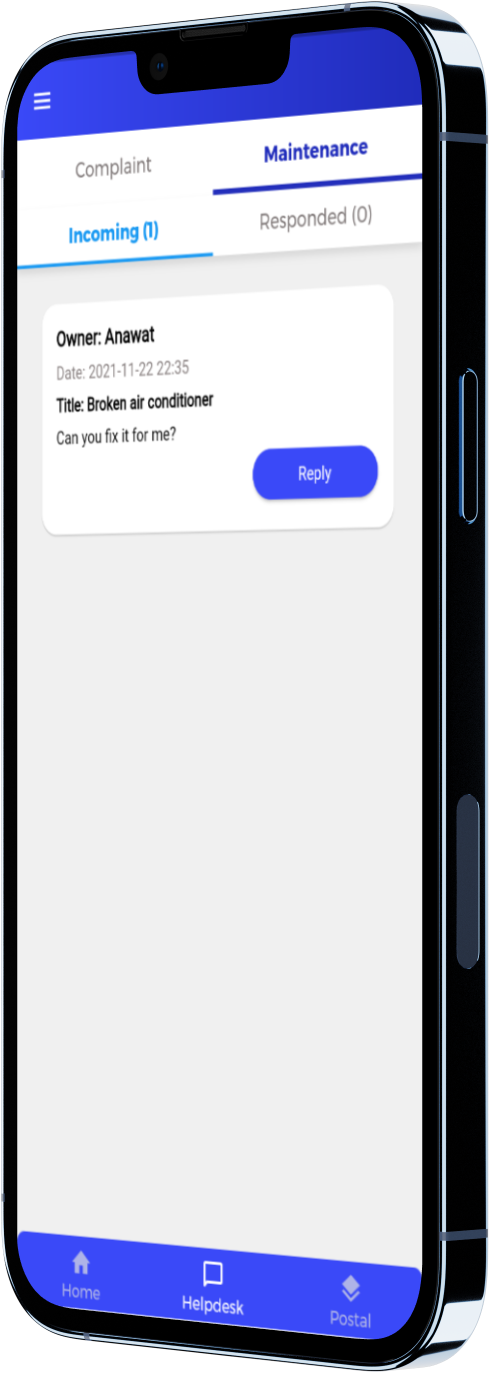 Complaint
Maintenance
Incoming (1)
Responded (0)
Owner: Anawat
Date: 2021-11-22 22:35
Title: Broken air conditioner
Can you fix it for me?
Reply
Home
Helpdesk
Postal